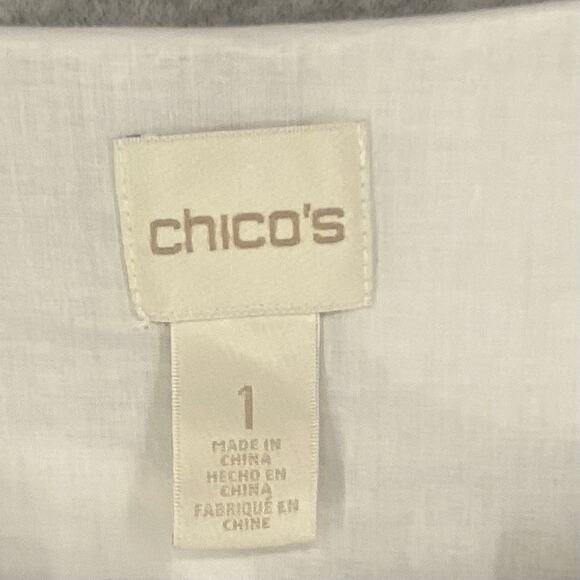 chico's
1
MADE IN
CHINA
HECHO EN
CHINA
FABRIQUÉ EN
CHINE